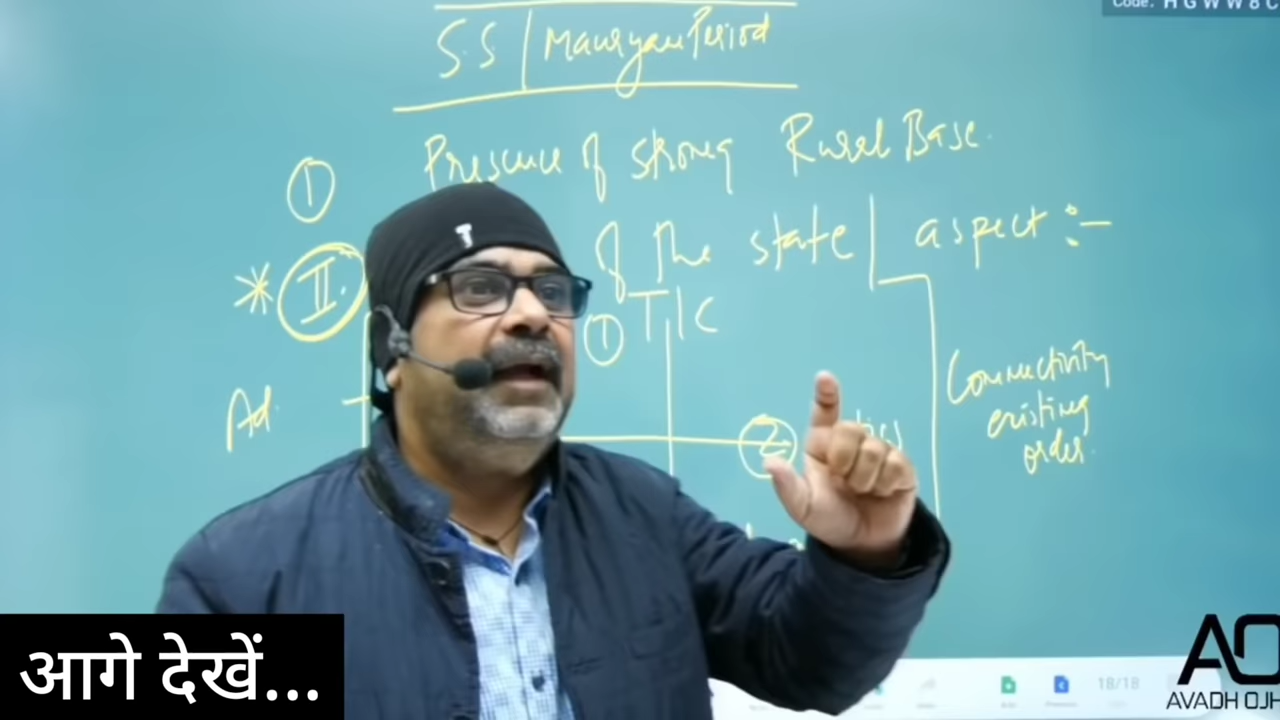 Code: HGWW8C
S.S | Mauryan Period
① Presence of strong Rural Base.
* II. of the state | aspect :-
① T/C
Ad.
②
Connectivity
existing
order.
18/18
आगे देखें...
AO
AVADH OJH